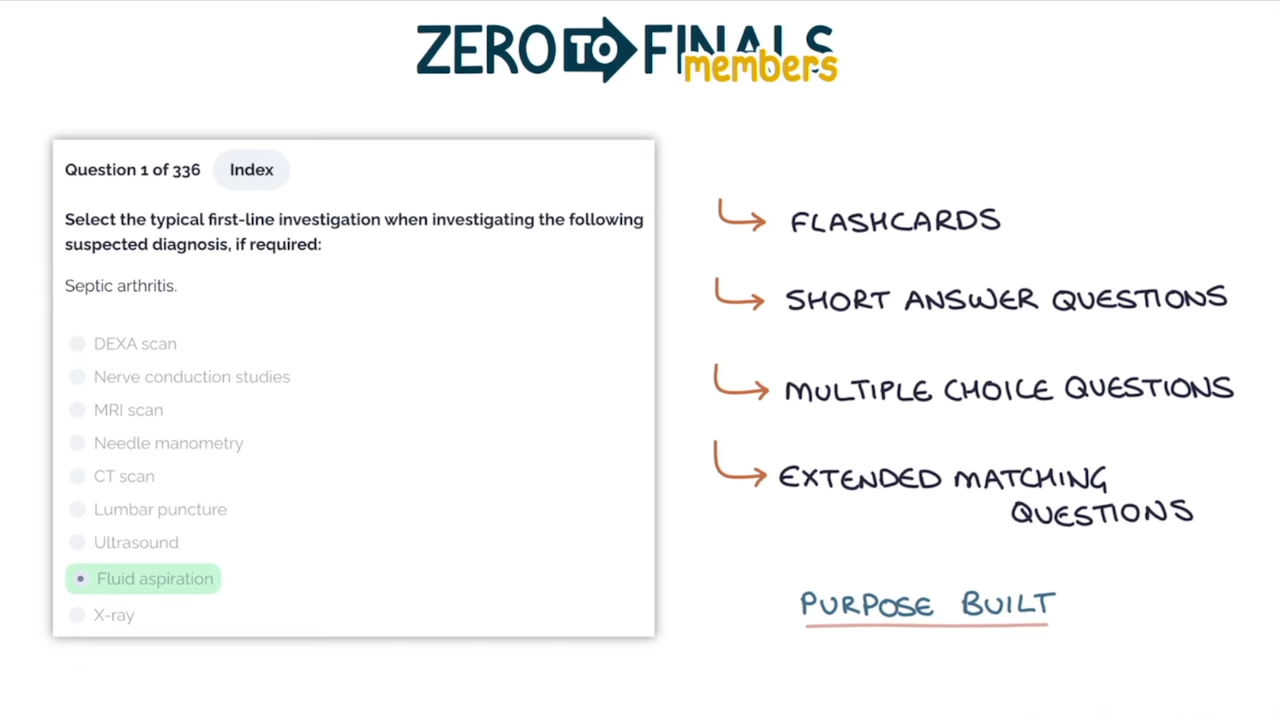 ZERO TO FINALS
members
Question 1 of 336 Index
Select the typical first-line investigation when investigating the following
suspected diagnosis, if required:
Septic arthritis.
DEXA scan
Nerve conduction studies
MRI scan
Needle manometry
CT scan
Lumbar puncture
Ultrasound
Fluid aspiration
X-ray
FLASHCARDS
SHORT ANSWER QUESTIONS
MULTIPLE CHOICE QUESTIONS
EXTENDED MATCHING
QUESTIONS
PURPOSE BUILT